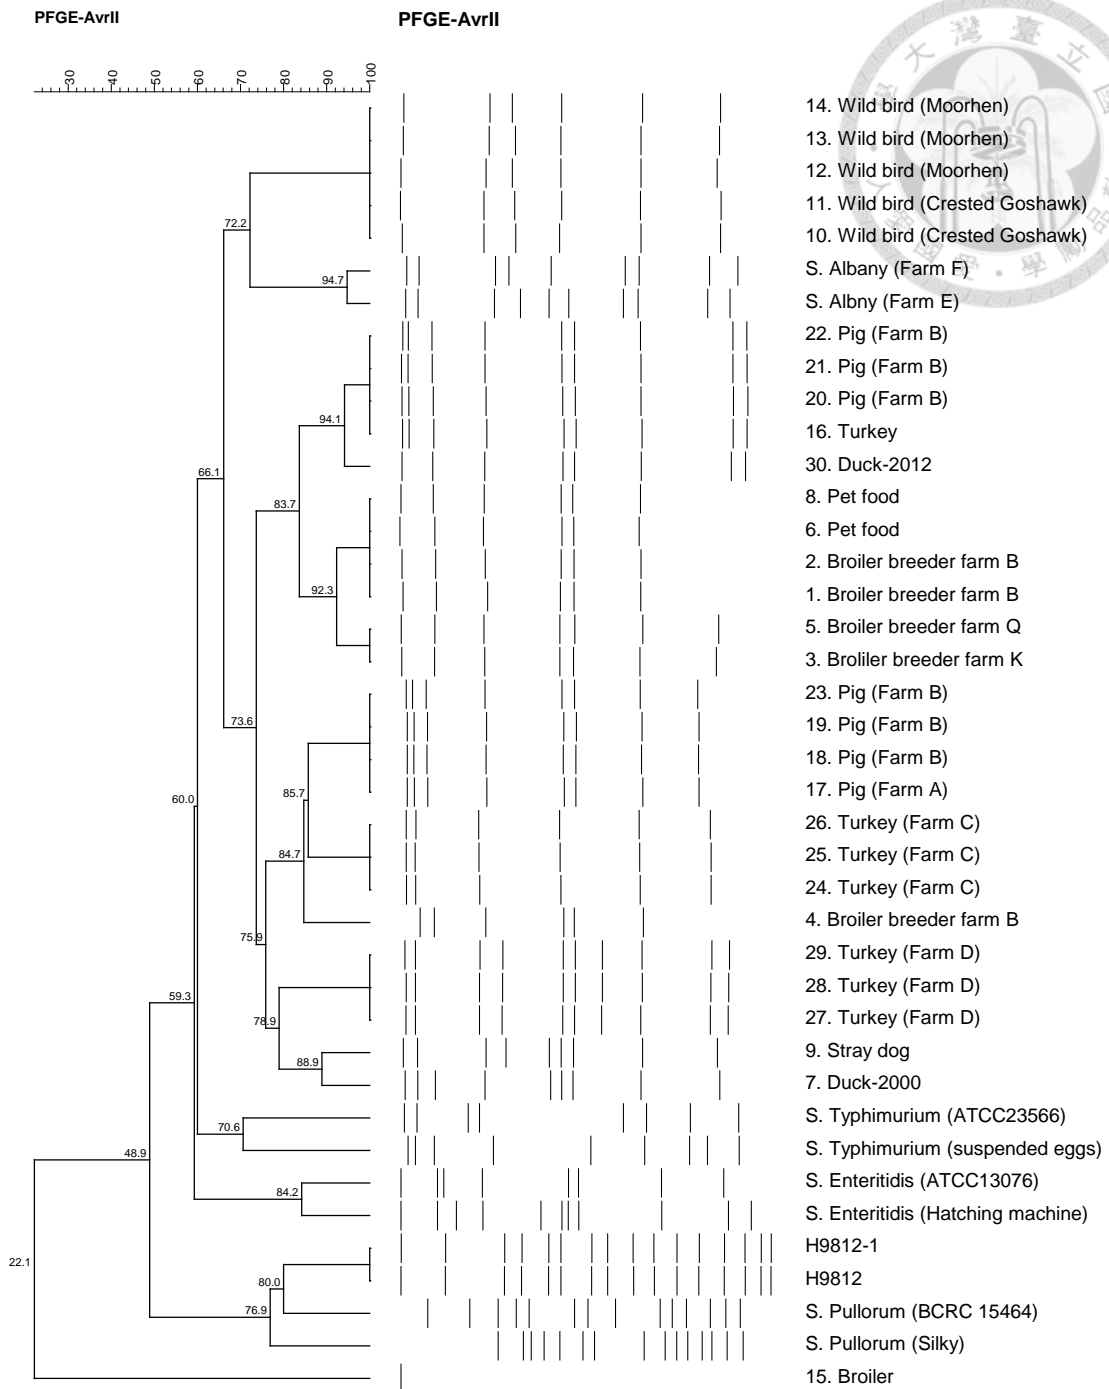 PFGE-AvrII
PFGE-AvrII
30 40 50 60 70 80 90 100
14. Wild bird (Moorhen)
13. Wild bird (Moorhen)
12. Wild bird (Moorhen)
11. Wild bird (Crested Goshawk)
72.2
10. Wild bird (Crested Goshawk)
S. Albany (Farm F)
94.7
S. Albny (Farm E)
22. Pig (Farm B)
21. Pig (Farm B)
20. Pig (Farm B)
94.1
16. Turkey
30. Duck-2012
66.1
8. Pet food
83.7
6. Pet food
2. Broiler breeder farm B
92.3
1. Broiler breeder farm B
5. Broiler breeder farm Q
3. Broliler breeder farm K
23. Pig (Farm B)
73.6
19. Pig (Farm B)
18. Pig (Farm B)
85.7
17. Pig (Farm A)
60.0
26. Turkey (Farm C)
84.7
25. Turkey (Farm C)
24. Turkey (Farm C)
4. Broiler breeder farm B
75.9
29. Turkey (Farm D)
59.3
28. Turkey (Farm D)
78.9
27. Turkey (Farm D)
9. Stray dog
88.9
7. Duck-2000
S. Typhimurium (ATCC23566)
70.6
48.9
S. Typhimurium (suspended eggs)
S. Enteritidis (ATCC13076)
84.2
S. Enteritidis (Hatching machine)
H9812-1
22.1
80.0
H9812
76.9
S. Pullorum (BCRC 15464)
S. Pullorum (Silky)
15. Broiler